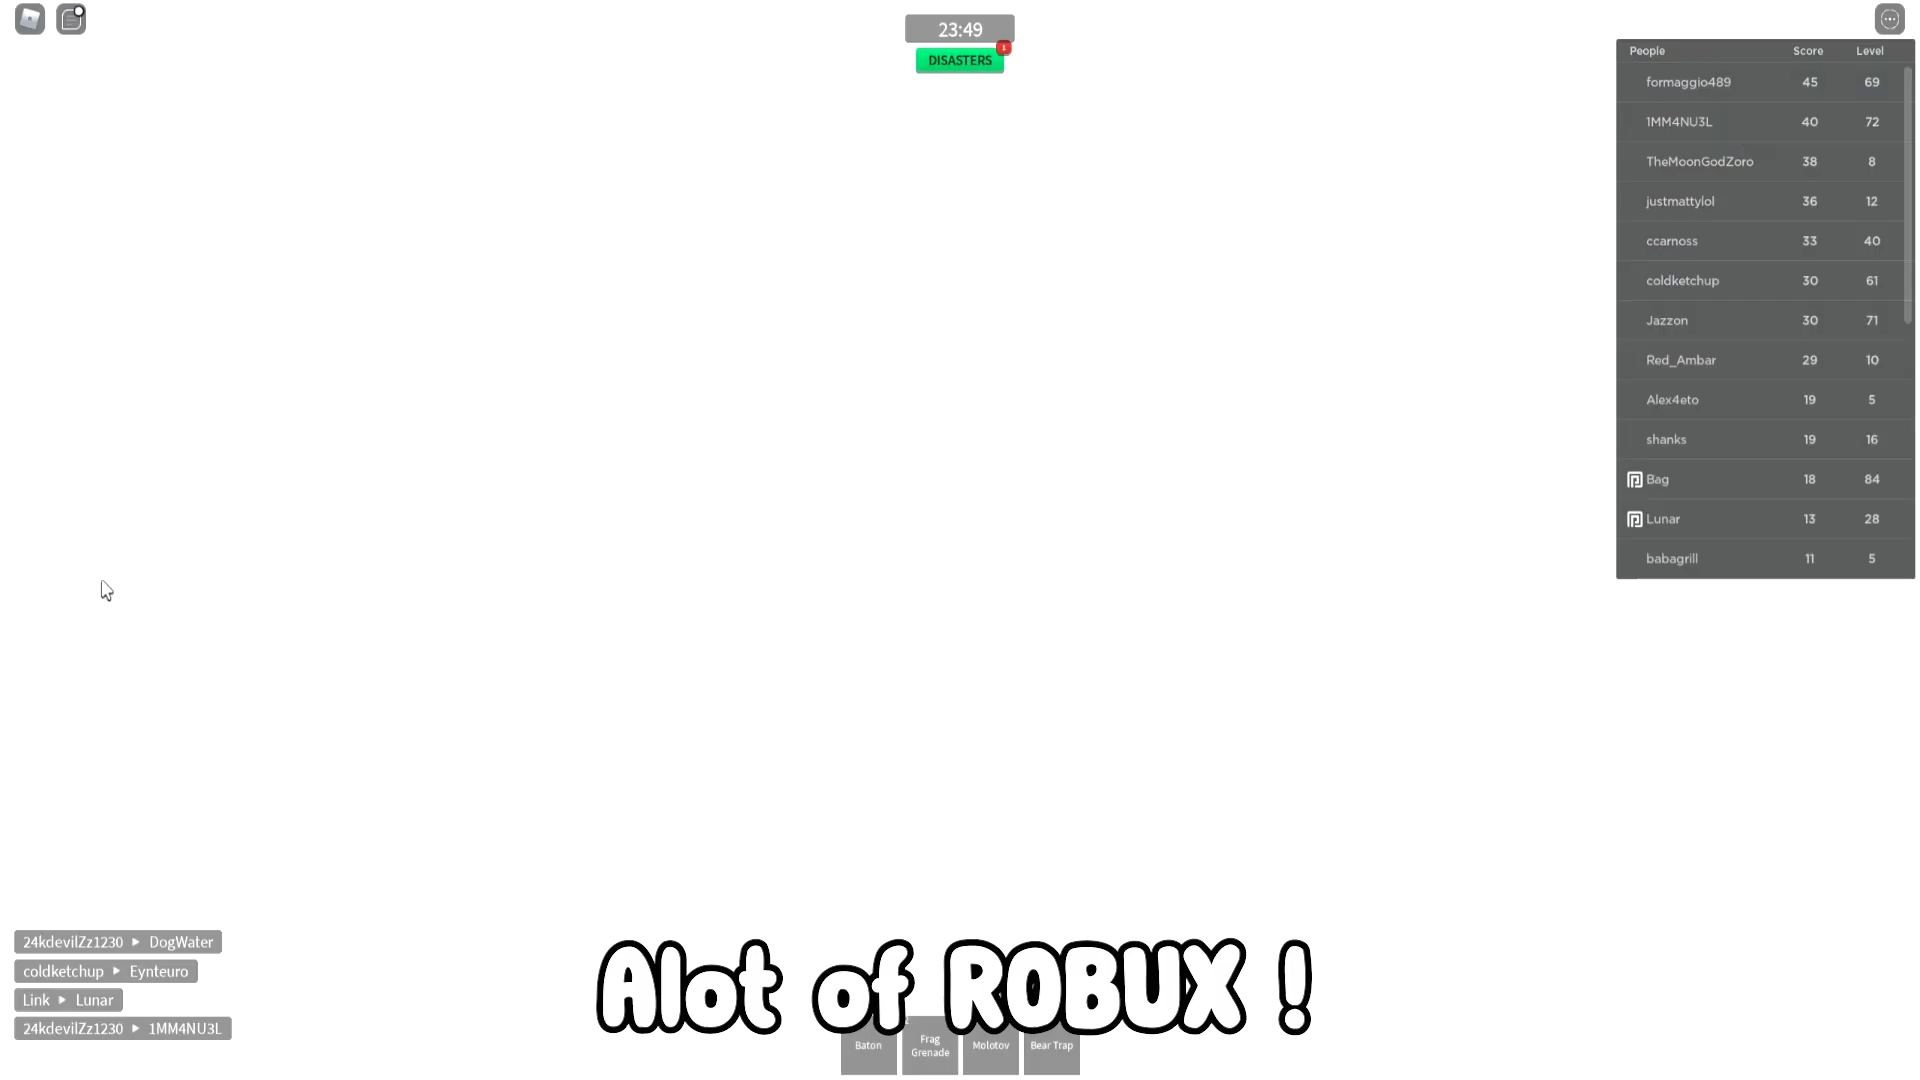 23:49
DISASTERS
1
People Score Level
formaggio489 45 69
1MM4NU3L 40 72
TheMoonGodZoro 38 8
justmattylol 36 12
ccarnoss 33 40
coldketchup 30 61
Jazzon 30 71
Red_Ambar 29 10
Alex4eto 19 5
shanks 19 16
Bag 18 84
Lunar 13 28
babagrill 11 5
24kdevilZz1230 ▸ DogWater
coldketchup ▸ Eynteuro
Link ▸ Lunar
24kdevilZz1230 ▸ 1MM4NU3L
Alot of ROBUX !
Baton
Frag Grenade
Molotov
Bear Trap